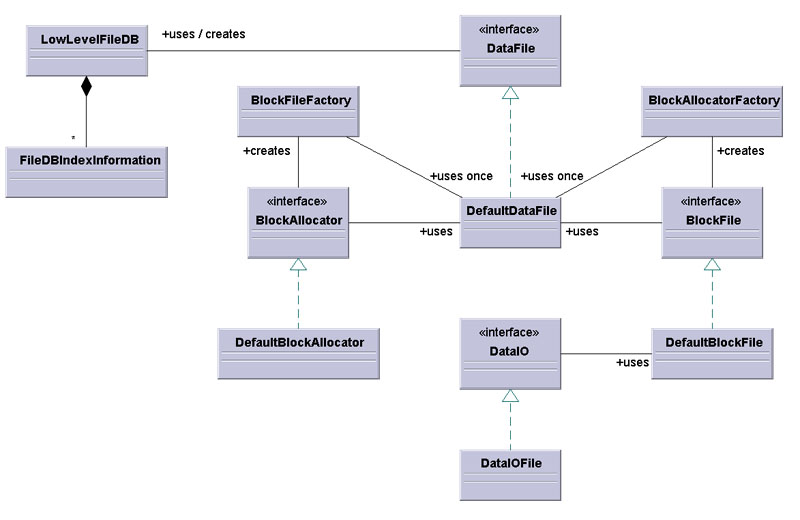 LowLevelFileDB
+uses / creates
«interface»
DataFile
BlockFileFactory
BlockAllocatorFactory
*
FileDBIndexInformation
+creates
+uses once
+uses once
+creates
«interface»
BlockAllocator
DefaultDataFile
«interface»
BlockFile
+uses
+uses
DefaultBlockAllocator
«interface»
DataIO
DefaultBlockFile
+uses
DataIOFile